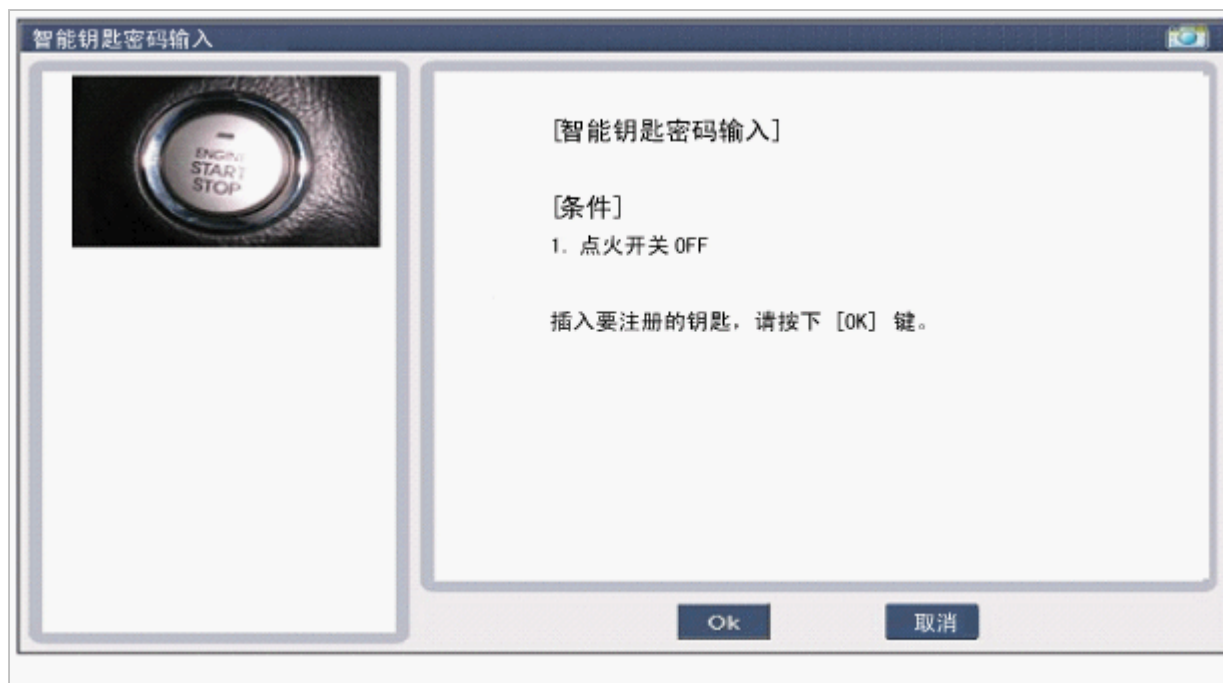 智能钥匙密码输入
ENGINE
START
STOP
[智能钥匙密码输入]
[条件]
1. 点火开关 OFF
插入要注册的钥匙，请按下 [OK] 键。
Ok
取消